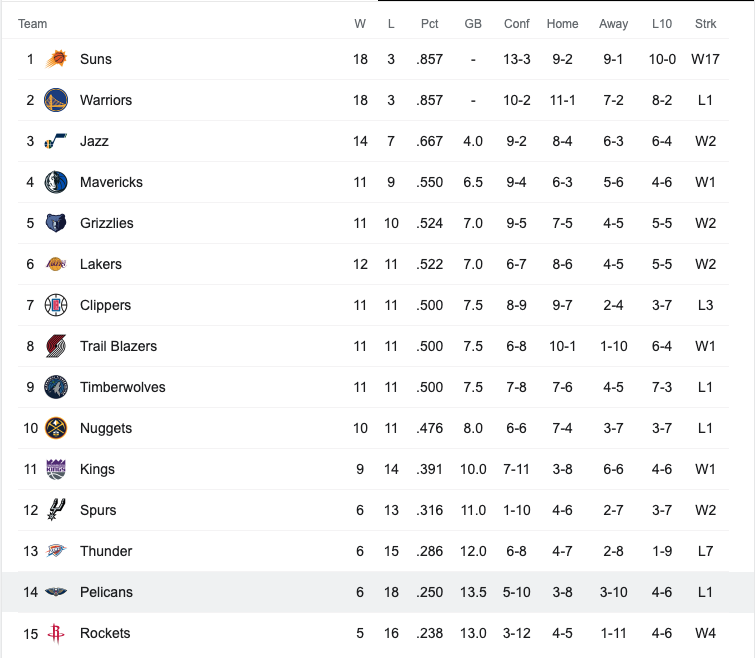 Team W L Pct GB Conf Home Away L10 Strk
1 Suns 18 3 .857 - 13-3 9-2 9-1 10-0 W17
2 Warriors 18 3 .857 - 10-2 11-1 7-2 8-2 L1
3 Jazz 14 7 .667 4.0 9-2 8-4 6-3 6-4 W2
4 Mavericks 11 9 .550 6.5 9-4 6-3 5-6 4-6 W1
5 Grizzlies 11 10 .524 7.0 9-5 7-5 4-5 5-5 W2
6 LAKERS Lakers 12 11 .522 7.0 6-7 8-6 4-5 5-5 W2
7 Clippers 11 11 .500 7.5 8-9 9-7 2-4 3-7 L3
8 Trail Blazers 11 11 .500 7.5 6-8 10-1 1-10 6-4 W1
9 Timberwolves 11 11 .500 7.5 7-8 7-6 4-5 7-3 L1
10 Nuggets 10 11 .476 8.0 6-6 7-4 3-7 3-7 L1
11 KINGS Kings 9 14 .391 10.0 7-11 3-8 6-6 4-6 W1
12 Spurs 6 13 .316 11.0 1-10 4-6 2-7 3-7 W2
13 Thunder 6 15 .286 12.0 6-8 4-7 2-8 1-9 L7
14 Pelicans 6 18 .250 13.5 5-10 3-8 3-10 4-6 L1
15 Rockets 5 16 .238 13.0 3-12 4-5 1-11 4-6 W4